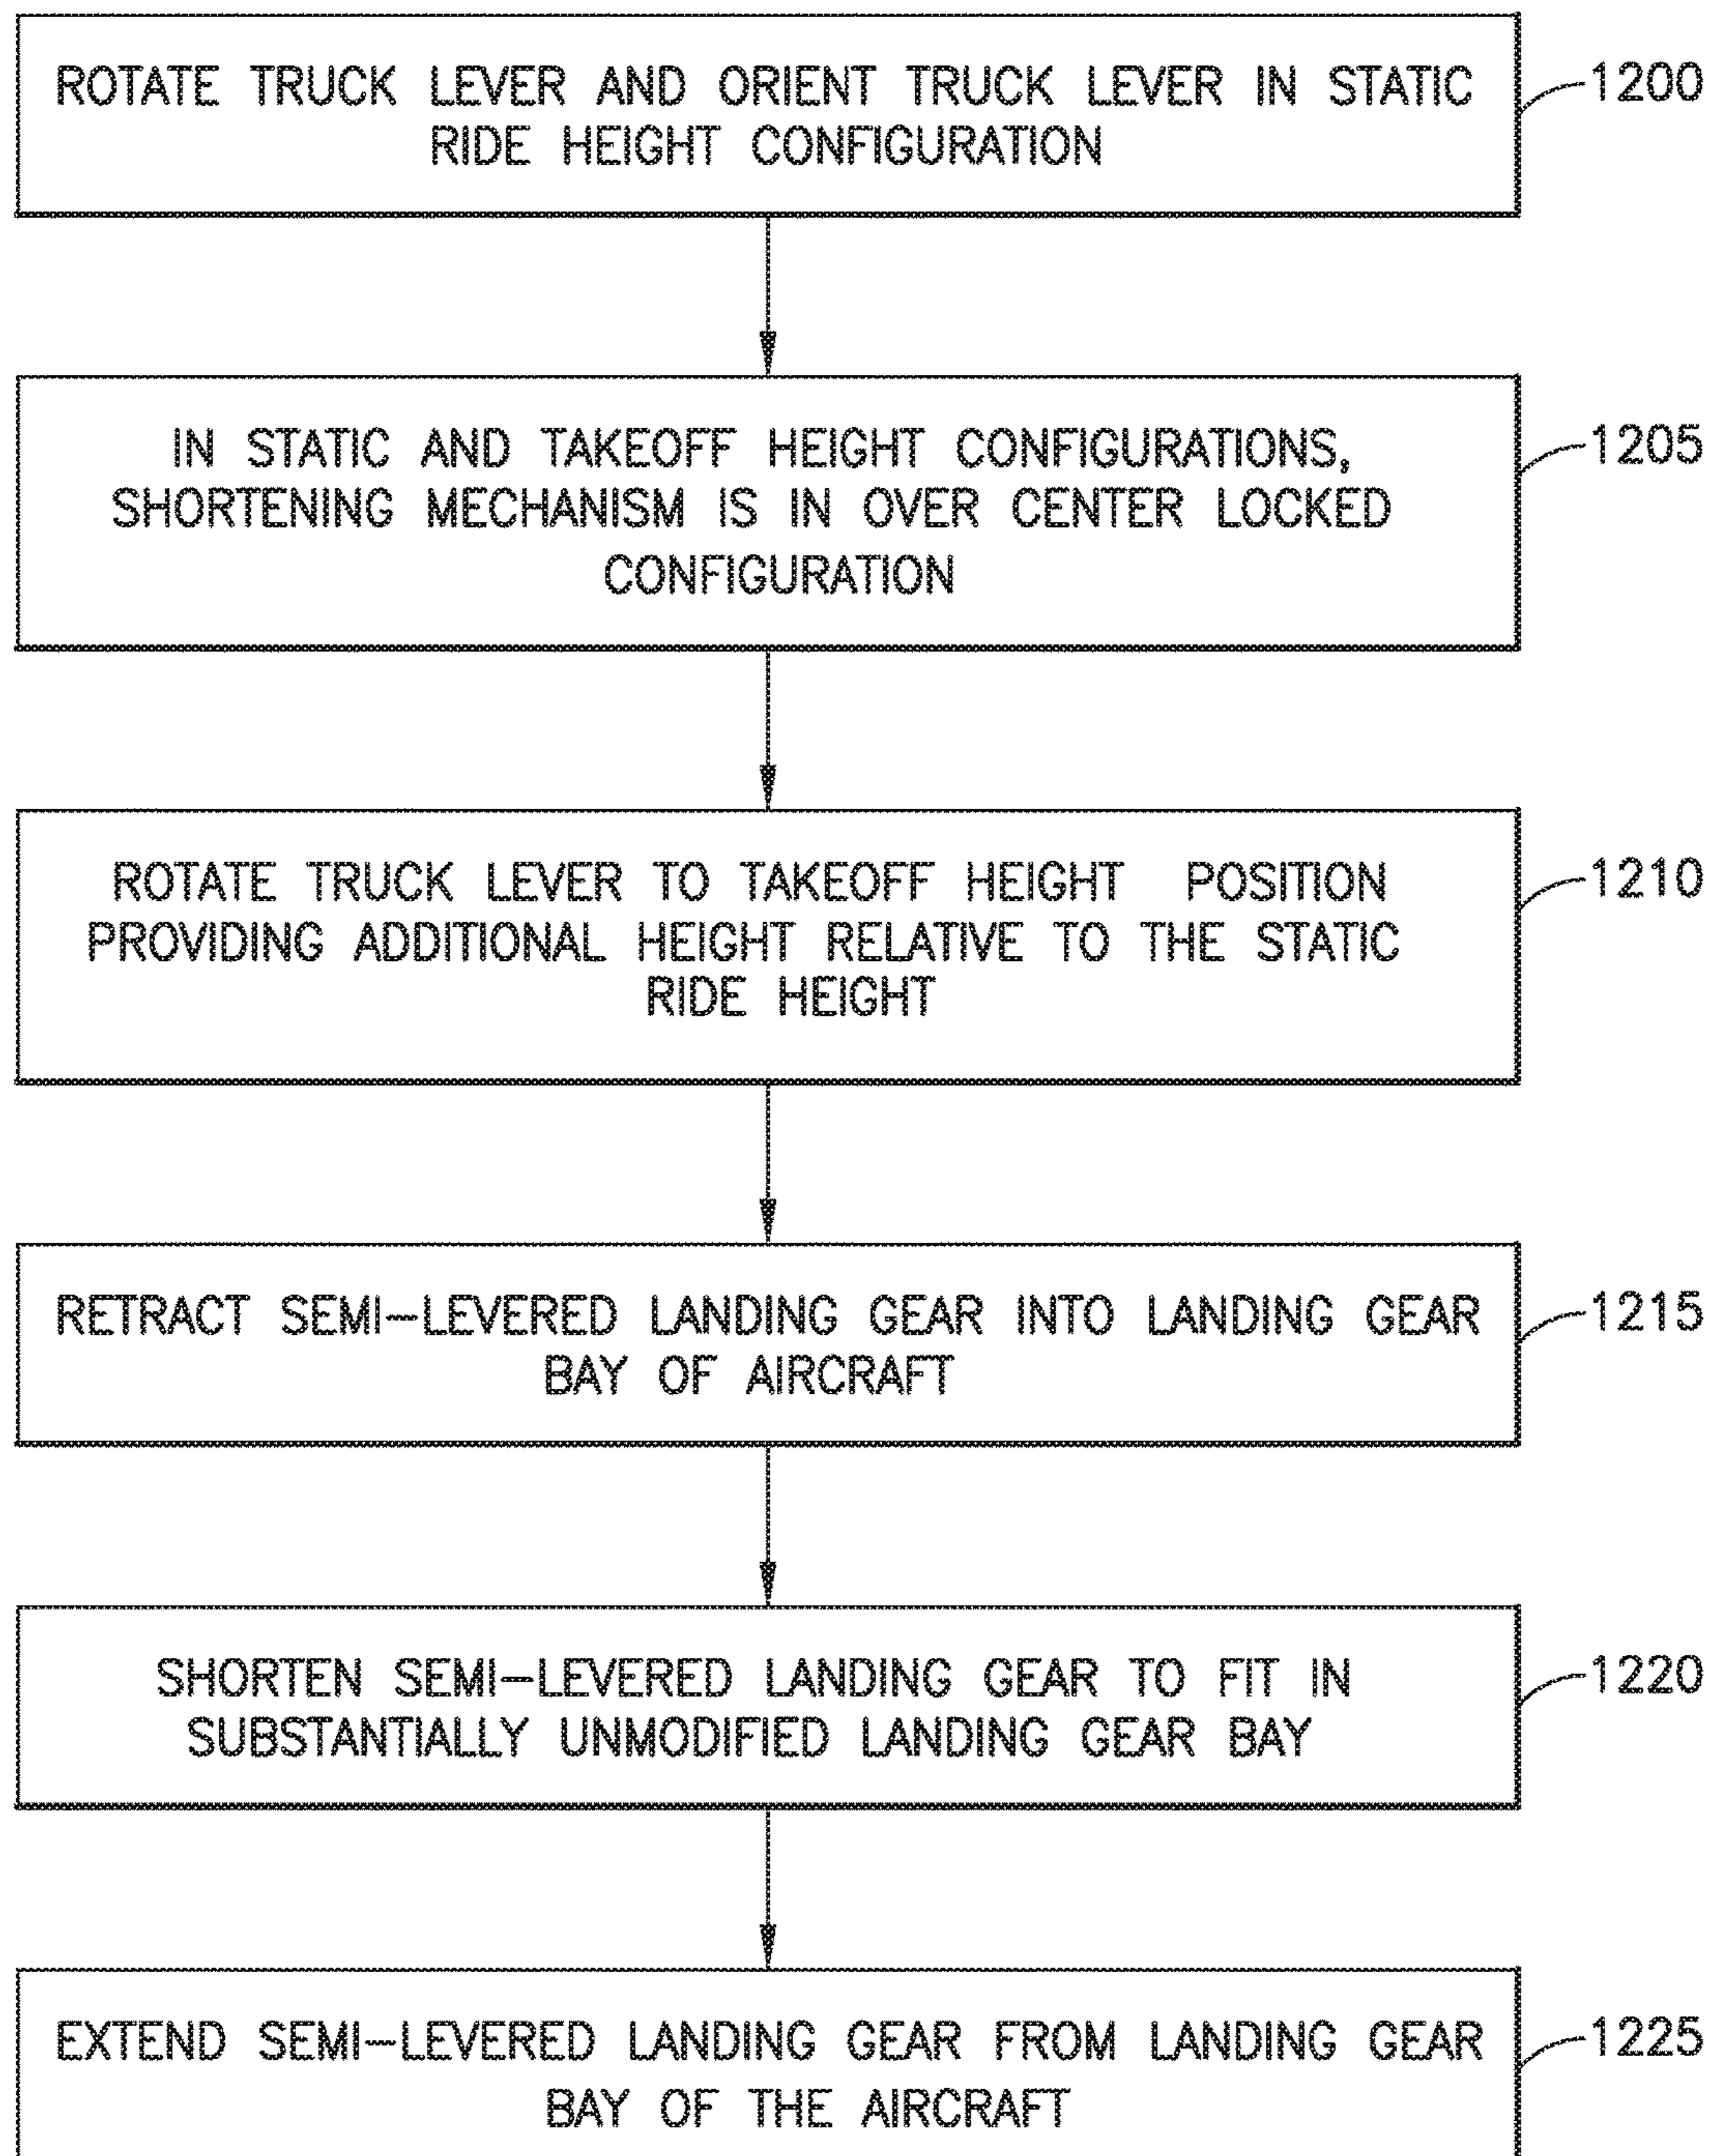 ROTATE TRUCK LEVER AND ORIENT TRUCK LEVER IN STATIC
RIDE HEIGHT CONFIGURATION
1200
IN STATIC AND TAKEOFF HEIGHT CONFIGURATIONS,
SHORTENING MECHANISM IS IN OVER CENTER LOCKED
CONFIGURATION
1205
ROTATE TRUCK LEVER TO TAKEOFF HEIGHT POSITION
PROVIDING ADDITIONAL HEIGHT RELATIVE TO THE STATIC
RIDE HEIGHT
1210
RETRACT SEMI-LEVERED LANDING GEAR INTO LANDING GEAR
BAY OF AIRCRAFT
1215
SHORTEN SEMI-LEVERED LANDING GEAR TO FIT IN
SUBSTANTIALLY UNMODIFIED LANDING GEAR BAY
1220
EXTEND SEMI-LEVERED LANDING GEAR FROM LANDING GEAR
BAY OF THE AIRCRAFT
1225